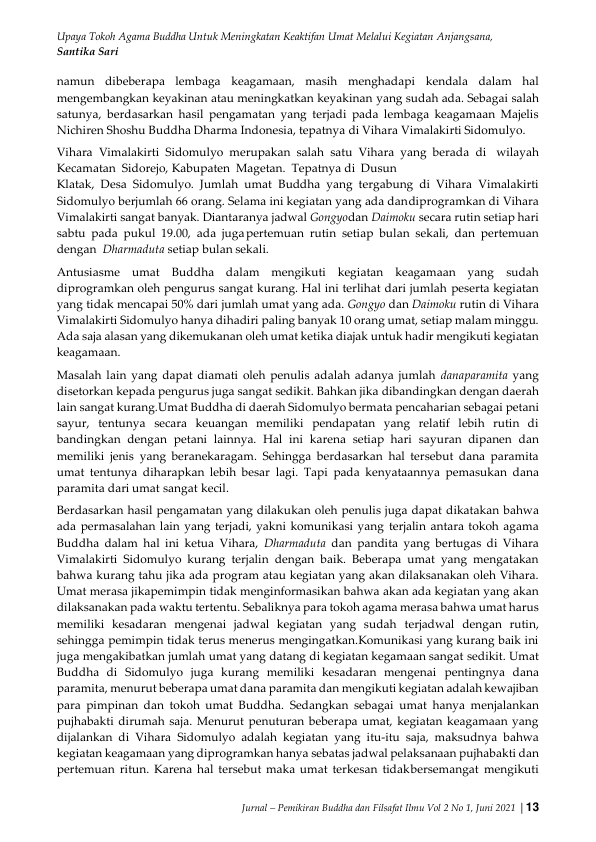 Upaya Tokoh Agama Buddha Untuk Meningkatan Keaktifan Umat Melalui Kegiatan Anjangsana,
Santika Sari
namun dibeberapa lembaga keagamaan, masih menghadapi kendala dalam hal
mengembangkan keyakinan atau meningkatkan keyakinan yang sudah ada. Sebagai salah
satunya, berdasarkan hasil pengamatan yang terjadi pada lembaga keagamaan Majelis
Nichiren Shoshu Buddha Dharma Indonesia, tepatnya di Vihara Vimalakirti Sidomulyo.
Vihara Vimalakirti Sidomulyo merupakan salah satu Vihara yang berada di wilayah
Kecamatan Sidorejo, Kabupaten Magetan. Tepatnya di Dusun
Klatak, Desa Sidomulyo. Jumlah umat Buddha yang tergabung di Vihara Vimalakirti
Sidomulyo berjumlah 66 orang. Selama ini kegiatan yang ada dandiprogramkan di Vihara
Vimalakirti sangat banyak. Diantaranya jadwal Gongyodan Daimoku secara rutin setiap hari
sabtu pada pukul 19.00, ada jugapertemuan rutin setiap bulan sekali, dan pertemuan
dengan Dharmaduta setiap bulan sekali.
Antusiasme umat Buddha dalam mengikuti kegiatan keagamaan yang sudah
diprogramkan oleh pengurus sangat kurang. Hal ini terlihat dari jumlah peserta kegiatan
yang tidak mencapai 50% dari jumlah umat yang ada. Gongyo dan Daimoku rutin di Vihara
Vimalakirti Sidomulyo hanya dihadiri paling banyak 10 orang umat, setiap malam minggu.
Ada saja alasan yang dikemukanan oleh umat ketika diajak untuk hadir mengikuti kegiatan
keagamaan.
Masalah lain yang dapat diamati oleh penulis adalah adanya jumlah danaparamita yang
disetorkan kepada pengurus juga sangat sedikit. Bahkan jika dibandingkan dengan daerah
lain sangat kurang.Umat Buddha di daerah Sidomulyo bermata pencaharian sebagai petani
sayur, tentunya secara keuangan memiliki pendapatan yang relatif lebih rutin di
bandingkan dengan petani lainnya. Hal ini karena setiap hari sayuran dipanen dan
memiliki jenis yang beranekaragam. Sehingga berdasarkan hal tersebut dana paramita
umat tentunya diharapkan lebih besar lagi. Tapi pada kenyataannya pemasukan dana
paramita dari umat sangat kecil.
Berdasarkan hasil pengamatan yang dilakukan oleh penulis juga dapat dikatakan bahwa
ada permasalahan lain yang terjadi, yakni komunikasi yang terjalin antara tokoh agama
Buddha dalam hal ini ketua Vihara, Dharmaduta dan pandita yang bertugas di Vihara
Vimalakirti Sidomulyo kurang terjalin dengan baik. Beberapa umat yang mengatakan
bahwa kurang tahu jika ada program atau kegiatan yang akan dilaksanakan oleh Vihara.
Umat merasa jikapemimpin tidak menginformasikan bahwa akan ada kegiatan yang akan
dilaksanakan pada waktu tertentu. Sebaliknya para tokoh agama merasa bahwa umat harus
memiliki kesadaran mengenai jadwal kegiatan yang sudah terjadwal dengan rutin,
sehingga pemimpin tidak terus menerus mengingatkan.Komunikasi yang kurang baik ini
juga mengakibatkan jumlah umat yang datang di kegiatan kegamaan sangat sedikit. Umat
Buddha di Sidomulyo juga kurang memiliki kesadaran mengenai pentingnya dana
paramita, menurut beberapa umat dana paramita dan mengikuti kegiatan adalah kewajiban
para pimpinan dan tokoh umat Buddha. Sedangkan sebagai umat hanya menjalankan
pujhabakti dirumah saja. Menurut penuturan beberapa umat, kegiatan keagamaan yang
dijalankan di Vihara Sidomulyo adalah kegiatan yang itu-itu saja, maksudnya bahwa
kegiatan keagamaan yang diprogramkan hanya sebatas jadwal pelaksanaan pujhabakti dan
pertemuan ritun. Karena hal tersebut maka umat terkesan tidakbersemangat mengikuti
Jurnal – Pemikiran Buddha dan Filsafat Ilmu Vol 2 No 1, Juni 2021 | 13